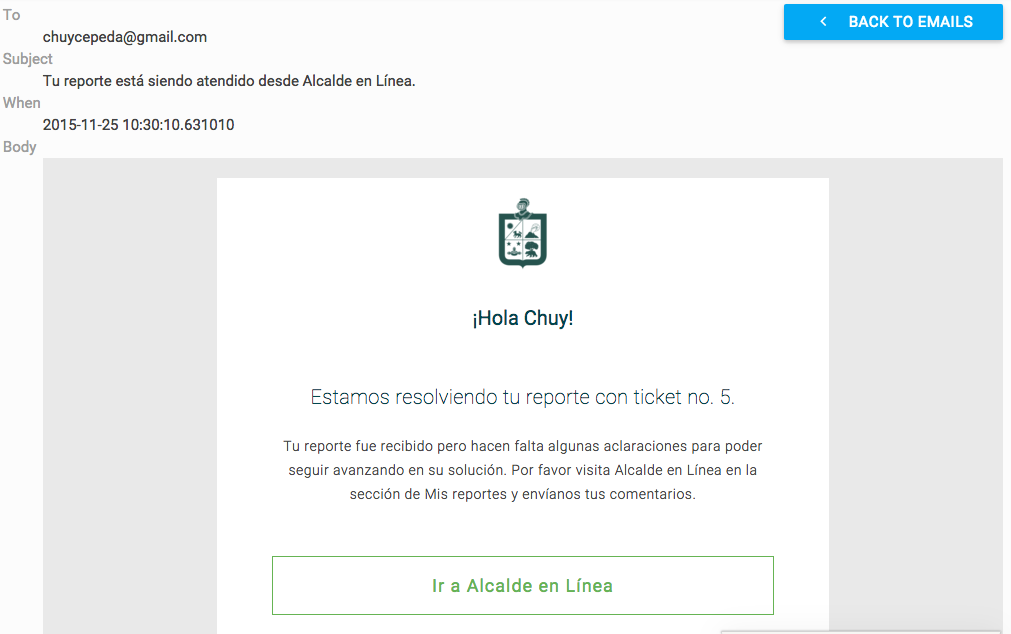 To
BACK TO EMAILS
chuycepeda@gmail.com
Subject
Tu reporte está siendo atendido desde Alcalde en Línea.
When
2015-11-25 10:30:10.631010
Body
¡Hola Chuy!
Estamos resolviendo tu reporte con ticket no. 5.
Tu reporte fue recibido pero hacen falta algunas aclaraciones para poder
seguir avanzando en su solución. Por favor visita Alcalde en Línea en la
sección de Mis reportes y envíanos tus comentarios.
Ir a Alcalde en Línea